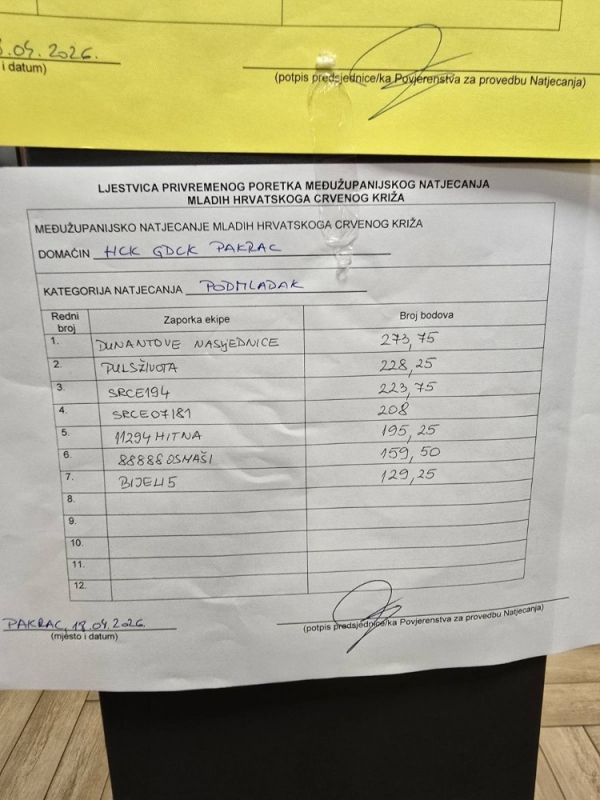 .04. 2026.
i datum)
(potpis predsjednice/ka Povjerenstva za provedbu Natjecanja)
LJESTVICA PRIVREMENOG PORETKA MEĐUŽUPANIJSKOG NATJECANJA
MLADIH HRVATSKOGA CRVENOG KRIŽA
MEĐUŽUPANIJSKO NATJECANJE MLADIH HRVATSKOGA CRVENOG KRIŽA
DOMAĆIN HCK GDCK PAKRAC
KATEGORIJA NATJECANJA PODMLADAK
Redni broj Zaporka ekipe Broj bodova
1. DUNANTOVE NASLJEDNICE 273,75
2. PULSŽIVOTA 228,25
3. SRCE194 223,75
4. SRCE07181 208
5. 11294HITNA 195,25
6. 88888OSMAŠI 159,50
7. BIJELI5 129,25
8.
9.
10.
11.
12.
PAKRAC, 18.04.2026.
(mjesto i datum)
(potpis predsjednice/ka Povjerenstva za provedbu Natjecanja)